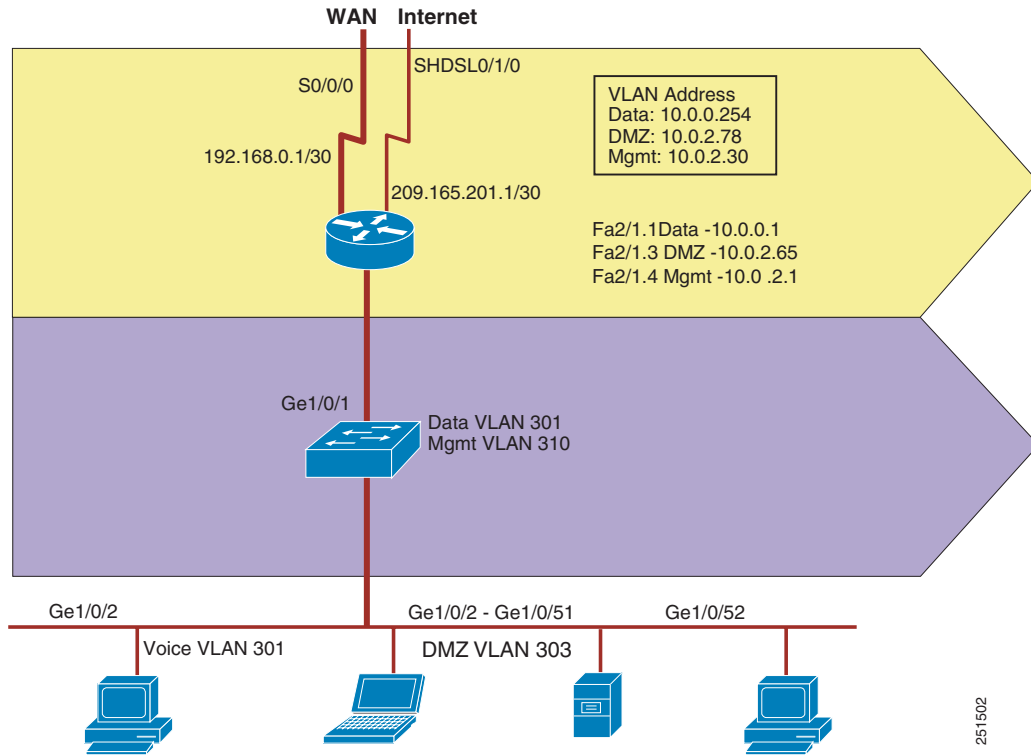 WAN Internet
SHDSL0/1/0
S0/0/0
VLAN Address
Data: 10.0.0.254
DMZ: 10.0.2.78
Mgmt: 10.0.2.30
192.168.0.1/30
209.165.201.1/30
Fa2/1.1Data -10.0.0.1
Fa2/1.3 DMZ -10.0.2.65
Fa2/1.4 Mgmt -10.0 .2.1
Ge1/0/1
Data VLAN 301
Mgmt VLAN 310
Ge1/0/2
Ge1/0/2 - Ge1/0/51
Ge1/0/52
Voice VLAN 301
DMZ VLAN 303
251502